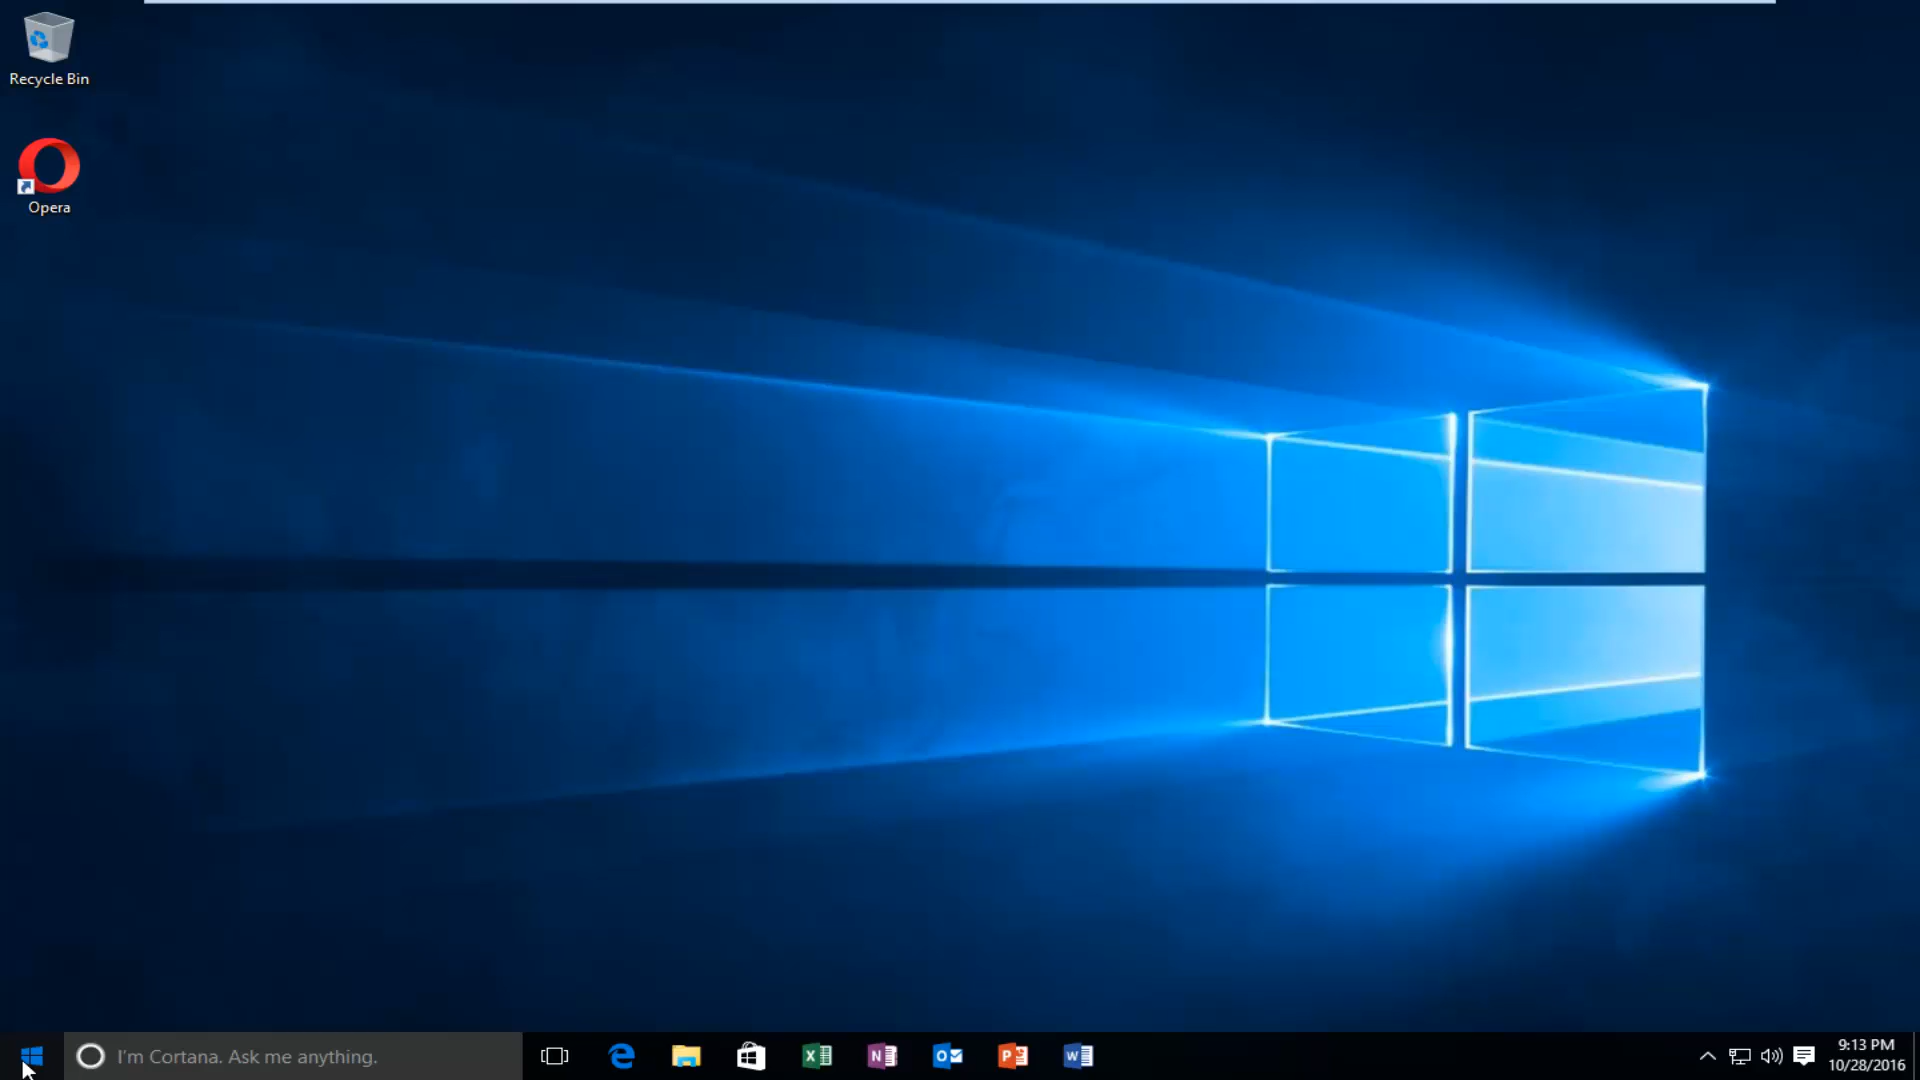 Recycle Bin
Opera
I'm Cortana. Ask me anything.
9:13 PM
10/28/2016